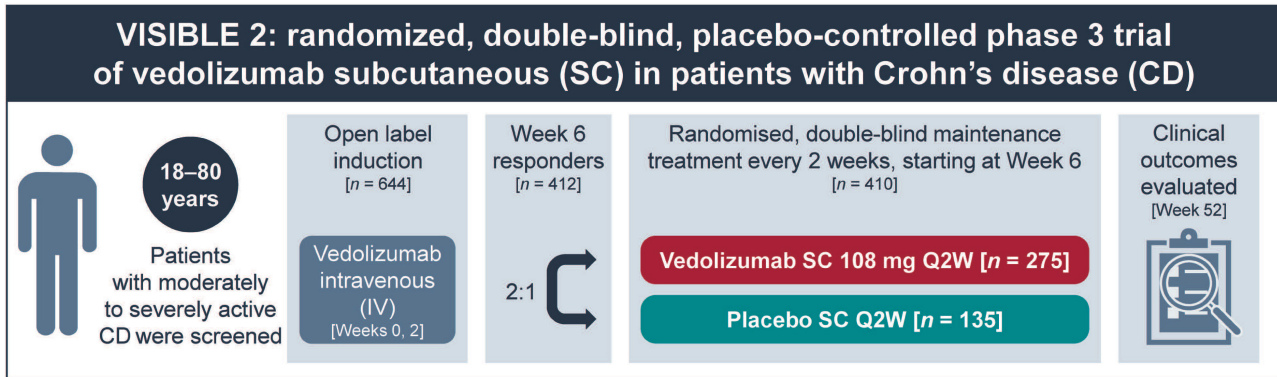 VISIBLE 2: randomized, double-blind, placebo-controlled phase 3 trial
of vedolizumab subcutaneous (SC) in patients with Crohn’s disease (CD)
18–80
years
Patients
with moderately
to severely active
CD were screened
Open label
induction
[n = 644]
Vedolizumab
intravenous
(IV)
[Weeks 0, 2]
Week 6
responders
[n = 412]
2:1
Randomised, double-blind maintenance
treatment every 2 weeks, starting at Week 6
[n = 410]
Vedolizumab SC 108 mg Q2W [n = 275]
Placebo SC Q2W [n = 135]
Clinical
outcomes
evaluated
[Week 52]